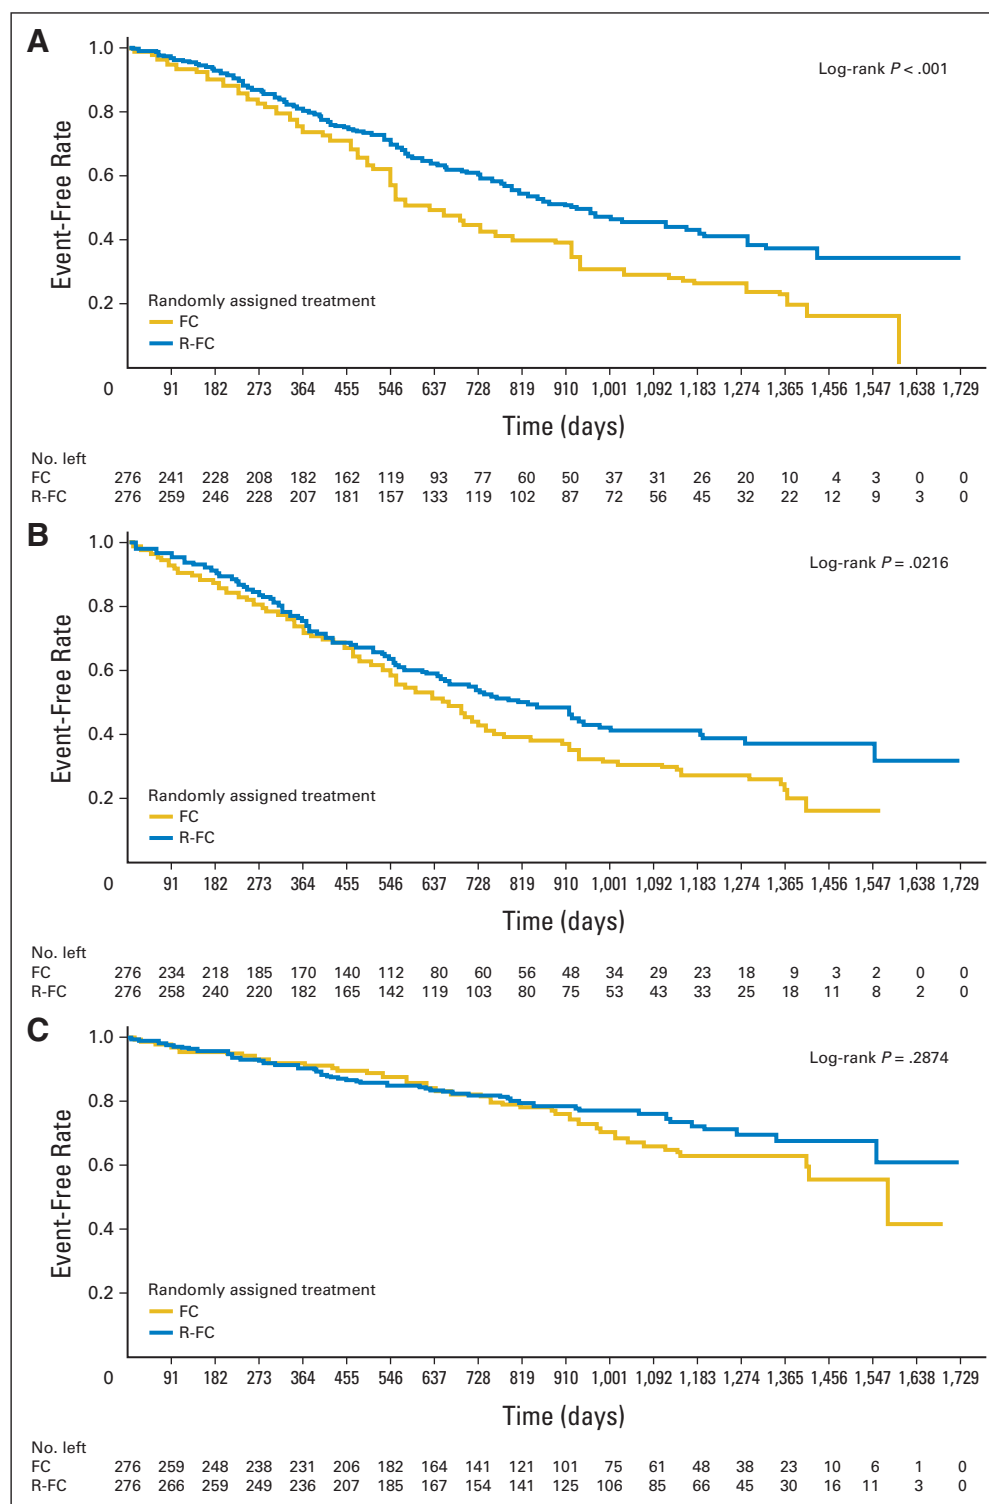 A
1.0
0.8
0.6
0.4
0.2
Event-Free Rate
Log-rank P < .001
Randomly assigned treatment
FC
R-FC
0 91 182 273 364 455 546 637 728 819 910 1,001 1,092 1,183 1,274 1,365 1,456 1,547 1,638 1,729
Time (days)
No. left
FC 276 241 228 208 182 162 119 93 77 60 50 37 31 26 20 10 4 3 0 0
R-FC 276 259 246 228 207 181 157 133 119 102 87 72 56 45 32 22 12 9 3 0
B
1.0
0.8
0.6
0.4
0.2
Event-Free Rate
Log-rank P = .0216
Randomly assigned treatment
FC
R-FC
0 91 182 273 364 455 546 637 728 819 910 1,001 1,092 1,183 1,274 1,365 1,456 1,547 1,638 1,729
Time (days)
No. left
FC 276 234 218 185 170 140 112 80 60 56 48 34 29 23 18 9 3 2 0 0
R-FC 276 258 240 220 182 165 142 119 103 80 75 53 43 33 25 18 11 8 2 0
C
1.0
0.8
0.6
0.4
0.2
Event-Free Rate
Log-rank P = .2874
Randomly assigned treatment
FC
R-FC
0 91 182 273 364 455 546 637 728 819 910 1,001 1,092 1,183 1,274 1,365 1,456 1,547 1,638 1,729
Time (days)
No. left
FC 276 259 248 238 231 206 182 164 141 121 101 75 61 48 38 23 10 6 1 0
R-FC 276 266 259 249 236 207 185 167 154 141 125 106 85 66 45 30 16 11 3 0